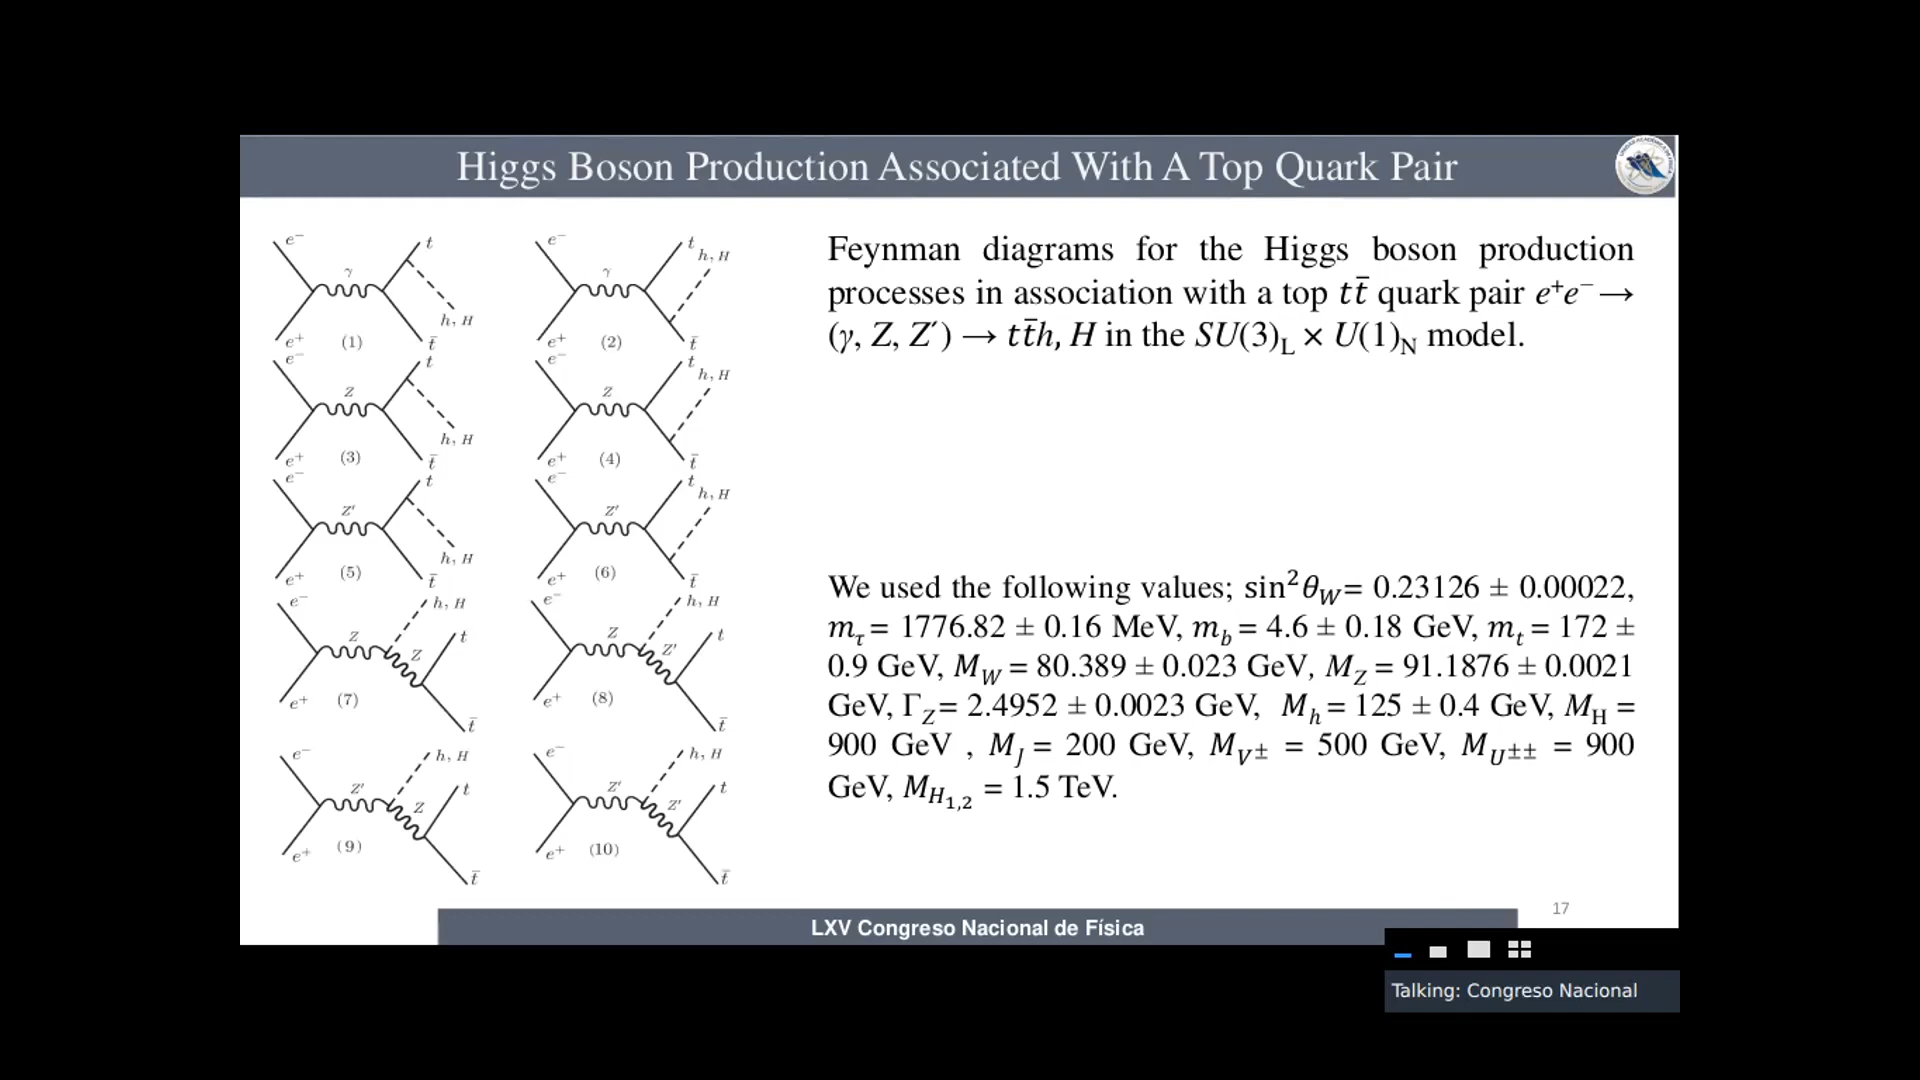 Higgs Boson Production Associated With A Top Quark Pair
e⁻ γ t h, H e⁺ (1) t̄
e⁻ γ t h, H e⁺ (2) t̄
e⁻ Z t h, H e⁺ (3) t̄
e⁻ Z t h, H e⁺ (4) t̄
e⁻ Z′ t h, H e⁺ (5) t̄
e⁻ Z′ t h, H e⁺ (6) t̄
e⁻ Z h, H Z t e⁺ (7) t̄
e⁻ Z h, H Z′ t e⁺ (8) t̄
e⁻ Z′ h, H Z t e⁺ (9) t̄
e⁻ Z′ h, H Z′ t e⁺ (10) t̄
Feynman diagrams for the Higgs boson production
processes in association with a top tt̄ quark pair e⁺e⁻ →
(γ, Z, Z′) → tt̄h, H in the SU(3)_L × U(1)_N model.
We used the following values; sin²θ_W = 0.23126 ± 0.00022,
m_τ = 1776.82 ± 0.16 MeV, m_b = 4.6 ± 0.18 GeV, m_t = 172 ±
0.9 GeV, M_W = 80.389 ± 0.023 GeV, M_Z = 91.1876 ± 0.0021
GeV, Γ_Z = 2.4952 ± 0.0023 GeV, M_h = 125 ± 0.4 GeV, M_H =
900 GeV , M_J = 200 GeV, M_V± = 500 GeV, M_U±± = 900
GeV, M_H₁,₂ = 1.5 TeV.
17
LXV Congreso Nacional de Física
Talking: Congreso Nacional